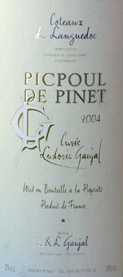 Coteaux
du Languedoc
PICPOUL
DE PINET
2004
Cuvée
Ludovic Gaujal
Mis en Bouteille à la Propriété
Produit de France
& L. Gaujal